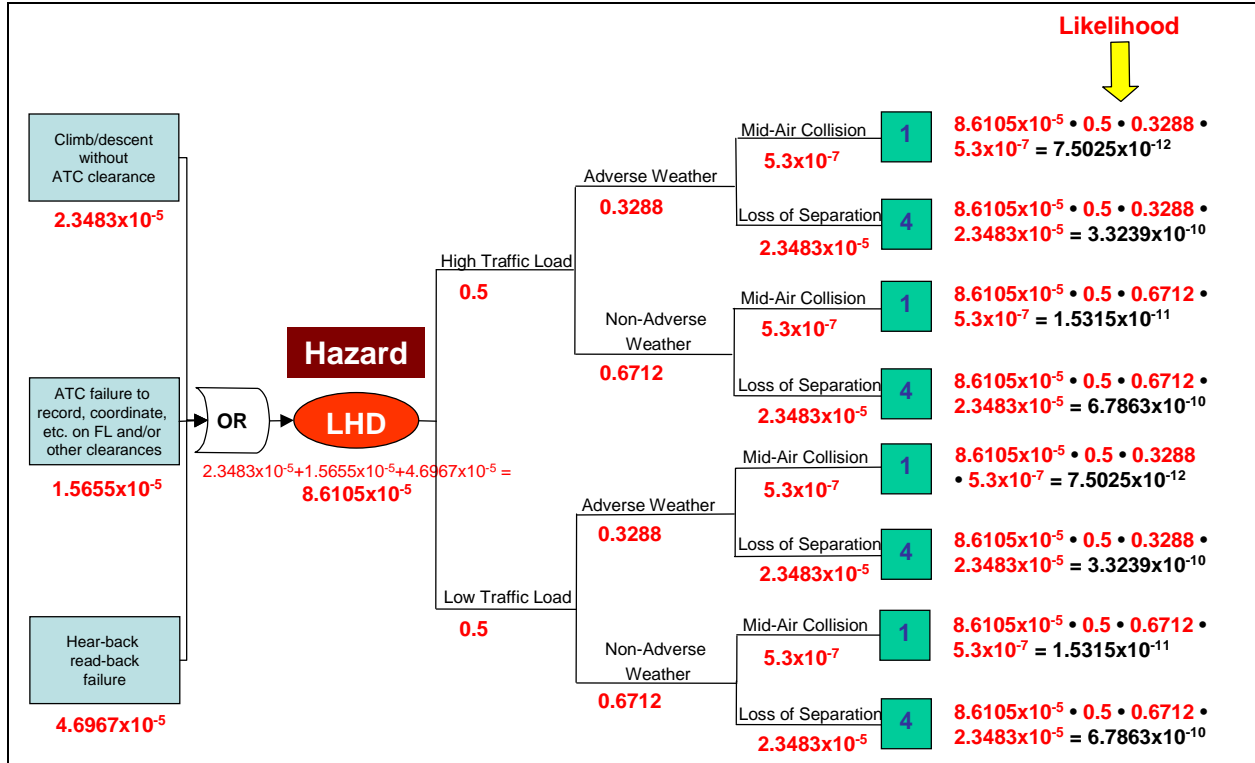 Likelihood
Climb/descent
without
ATC clearance
2.3483x10⁻⁵
ATC failure to
record, coordinate,
etc. on FL and/or
other clearances
1.5655x10⁻⁵
Hear-back
read-back
failure
4.6967x10⁻⁵
OR
Hazard
LHD
2.3483x10⁻⁵+1.5655x10⁻⁵+4.6967x10⁻⁵ =
8.6105x10⁻⁵
High Traffic Load
0.5
Low Traffic Load
0.5
Adverse Weather
0.3288
Non-Adverse
Weather
0.6712
Adverse Weather
0.3288
Non-Adverse
Weather
0.6712
Mid-Air Collision
5.3x10⁻⁷
1
8.6105x10⁻⁵ • 0.5 • 0.3288 •
5.3x10⁻⁷ = 7.5025x10⁻¹²
Loss of Separation
2.3483x10⁻⁵
4
8.6105x10⁻⁵ • 0.5 • 0.3288 •
2.3483x10⁻⁵ = 3.3239x10⁻¹⁰
Mid-Air Collision
5.3x10⁻⁷
1
8.6105x10⁻⁵ • 0.5 • 0.6712 •
5.3x10⁻⁷ = 1.5315x10⁻¹¹
Loss of Separation
2.3483x10⁻⁵
4
8.6105x10⁻⁵ • 0.5 • 0.6712 •
2.3483x10⁻⁵ = 6.7863x10⁻¹⁰
Mid-Air Collision
5.3x10⁻⁷
1
8.6105x10⁻⁵ • 0.5 • 0.3288
• 5.3x10⁻⁷ = 7.5025x10⁻¹²
Loss of Separation
2.3483x10⁻⁵
4
8.6105x10⁻⁵ • 0.5 • 0.3288 •
2.3483x10⁻⁵ = 3.3239x10⁻¹⁰
Mid-Air Collision
5.3x10⁻⁷
1
8.6105x10⁻⁵ • 0.5 • 0.6712 •
5.3x10⁻⁷ = 1.5315x10⁻¹¹
Loss of Separation
2.3483x10⁻⁵
4
8.6105x10⁻⁵ • 0.5 • 0.6712 •
2.3483x10⁻⁵ = 6.7863x10⁻¹⁰